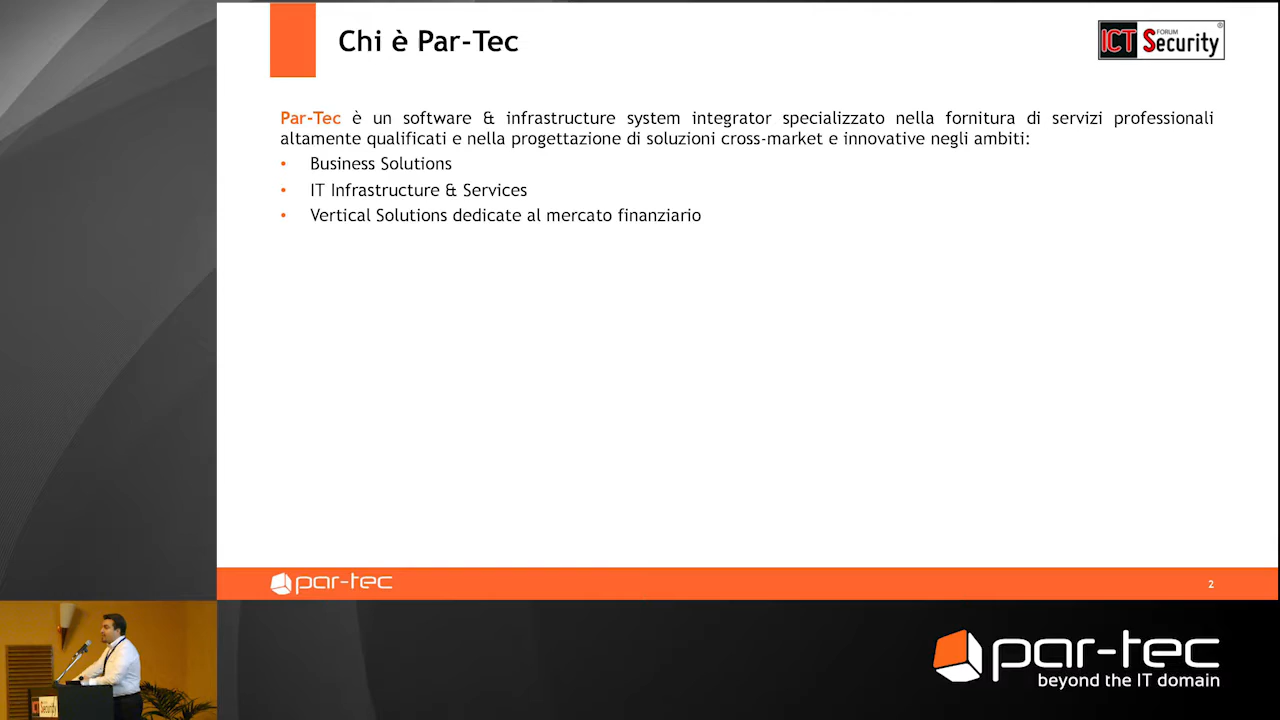 Chi è Par-Tec
ICT FORUM Security®
Par-Tec è un software & infrastructure system integrator specializzato nella fornitura di servizi professionali
altamente qualificati e nella progettazione di soluzioni cross-market e innovative negli ambiti:
• Business Solutions
• IT Infrastructure & Services
• Vertical Solutions dedicate al mercato finanziario
par-tec
2
ICT Security
par-tec
beyond the IT domain